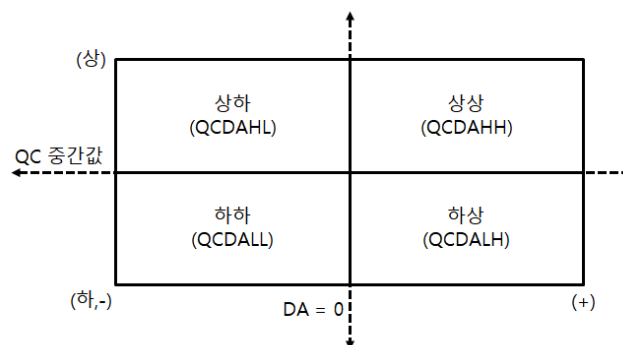 (상)
상하
(QCDAHL)
상상
(QCDAHH)
QC 중간값
하하
(QCDALL)
하상
(QCDALH)
(하,-)
DA = 0
(+)